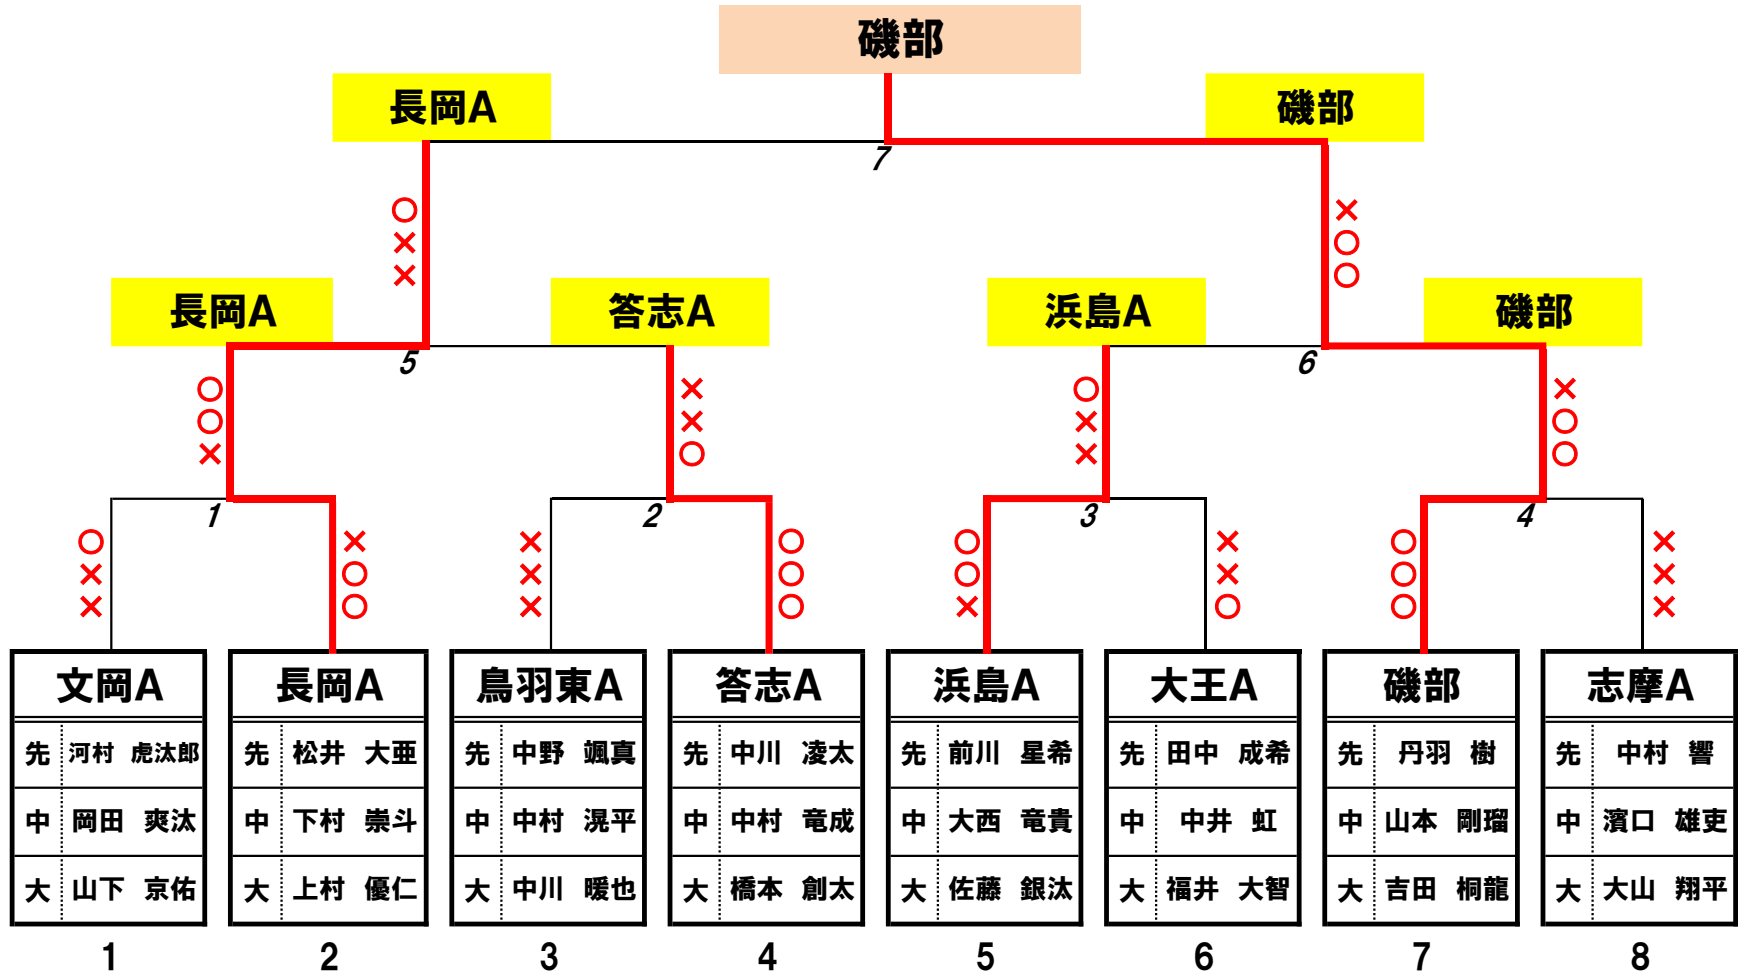 磯部
長岡A 磯部
7
○ ×
× ○
× ○
長岡A 答志A 浜島A 磯部
5 6
○ × ○ ×
○ × × ○
× ○ × ○
1 2 3 4
○ × × ○ ○ × ○ ×
× ○ × ○ ○ × ○ ×
× ○ × ○ × ○ ○ ×
文岡A 長岡A 鳥羽東A 答志A 浜島A 大王A 磯部 志摩A
先 河村 虎汰郎 先 松井 大亜 先 中野 颯真 先 中川 凌太 先 前川 星希 先 田中 成希 先 丹羽 樹 先 中村 響
中 岡田 爽汰 中 下村 崇斗 中 中村 滉平 中 中村 竜成 中 大西 竜貴 中 中井 虹 中 山本 剛瑠 中 濱口 雄吏
大 山下 京佑 大 上村 優仁 大 中川 暖也 大 橋本 創太 大 佐藤 銀汰 大 福井 大智 大 吉田 桐龍 大 大山 翔平
1 2 3 4 5 6 7 8